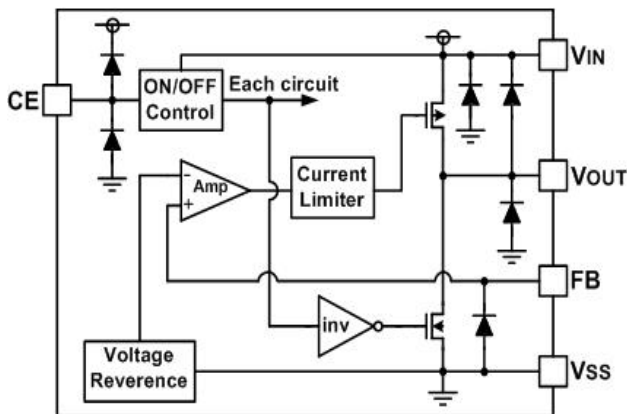 VIN
ON/OFF
Control
Each circuit
CE
-
Amp
+
Current
Limiter
VOUT
FB
inv
Voltage
Reverence
VSS